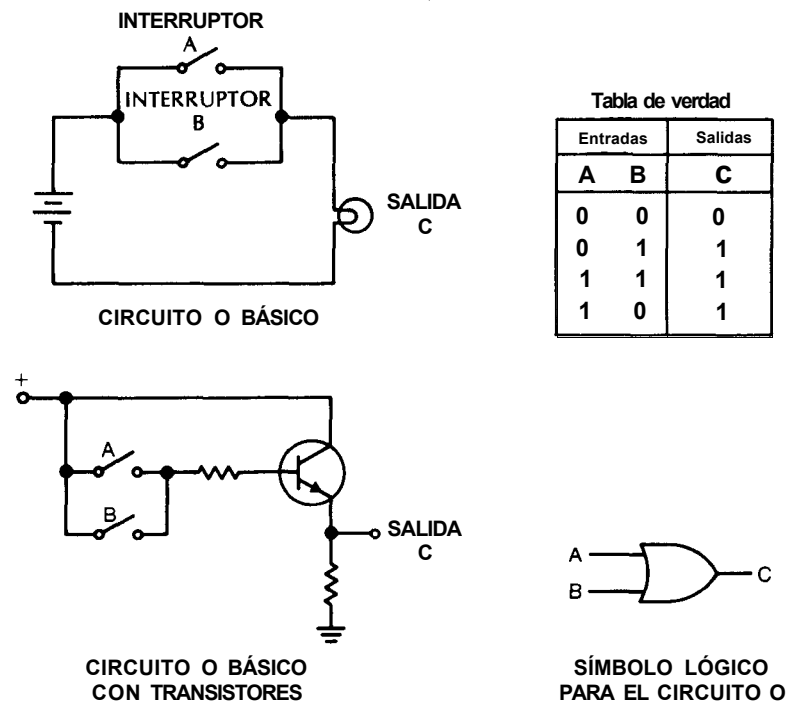 INTERRUPTOR
A
INTERRUPTOR
B
SALIDA
C
CIRCUITO O BÁSICO
Tabla de verdad
Entradas Salidas
A B C
0 0 0
0 1 1
1 1 1
1 0 1
+
A
B
SALIDA
C
CIRCUITO O BÁSICO
CON TRANSISTORES
A
B
C
SÍMBOLO LÓGICO
PARA EL CIRCUITO O